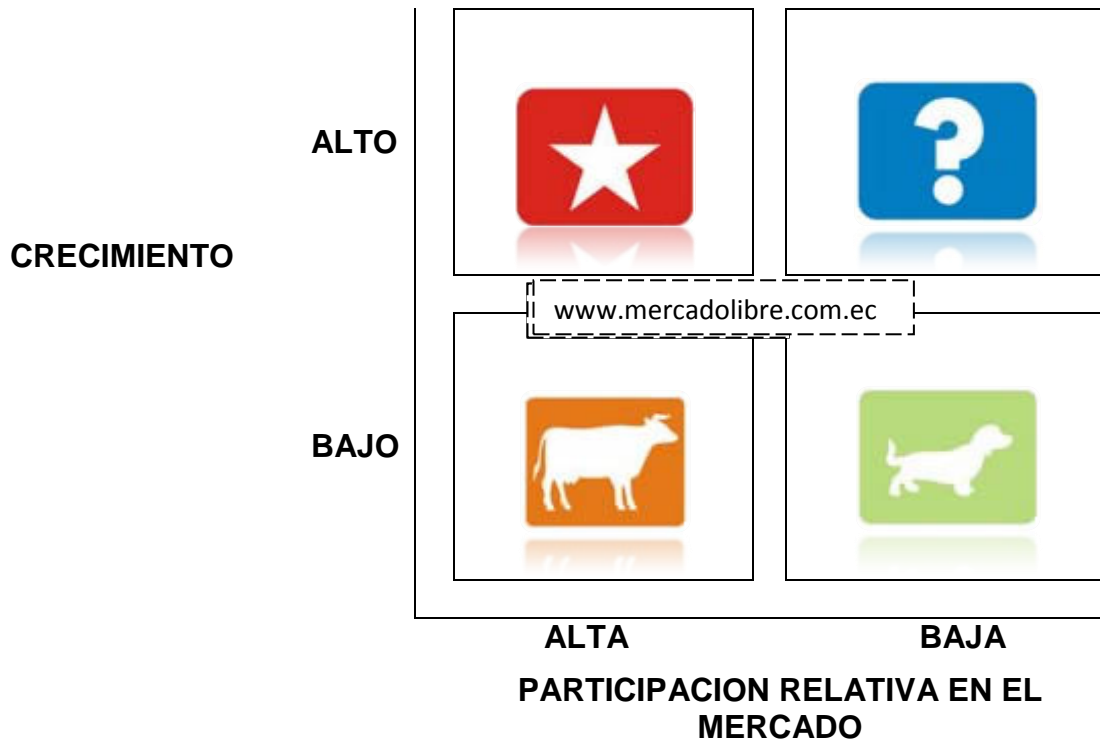 ALTO
?
CRECIMIENTO
www.mercadolibre.com.ec
BAJO
ALTA BAJA
PARTICIPACION RELATIVA EN EL
MERCADO